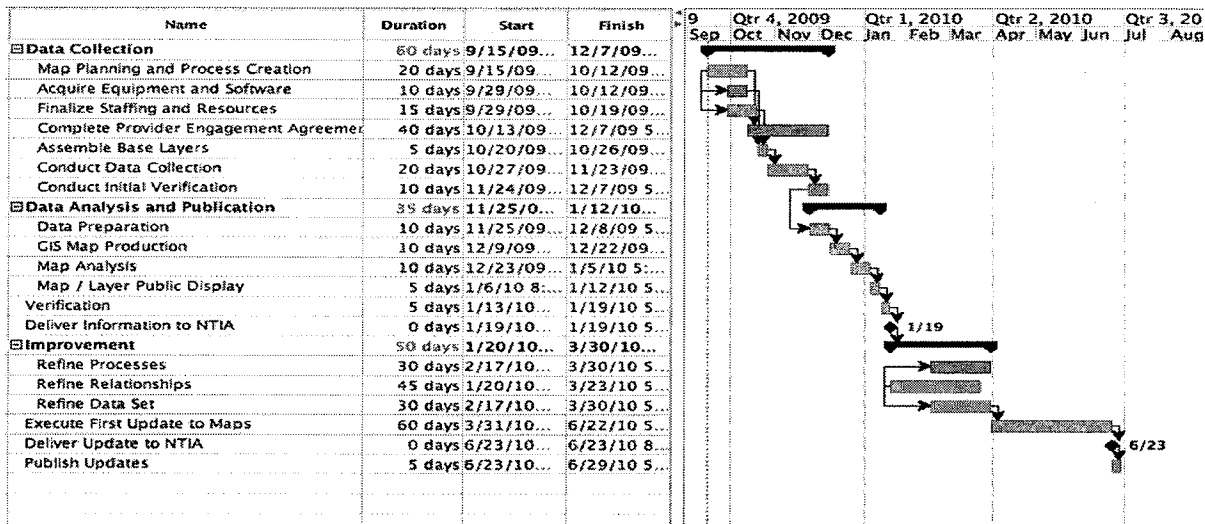 Name Duration Start Finish 9 Qtr 4, 2009 Qtr 1, 2010 Qtr 2, 2010 Qtr 3, 20
Sep Oct Nov Dec Jan Feb Mar Apr May Jun Jul Aug
Data Collection 60 days 9/15/09... 12/7/09...
Map Planning and Process Creation 20 days 9/15/09... 10/12/09...
Acquire Equipment and Software 10 days 9/29/09... 10/12/09...
Finalize Staffing and Resources 15 days 9/29/09... 10/19/09...
Complete Provider Engagement Agreemer 40 days 10/13/09... 12/7/09 5...
Assemble Base Layers 5 days 10/20/09... 10/26/09...
Conduct Data Collection 20 days 10/27/09... 11/23/09...
Conduct Initial Verification 10 days 11/24/09... 12/7/09 5...
Data Analysis and Publication 35 days 11/25/0... 1/12/10...
Data Preparation 10 days 11/25/09... 12/8/09 5...
GIS Map Production 10 days 12/9/09... 12/22/09...
Map Analysis 10 days 12/23/09... 1/5/10 5:...
Map / Layer Public Display 5 days 1/6/10 8:... 1/12/10 5...
Verification 5 days 1/13/10... 1/19/10 5...
Deliver Information to NTIA 0 days 1/19/10... 1/19/10 5... 1/19
Improvement 50 days 1/20/10... 3/30/10...
Refine Processes 30 days 2/17/10... 3/30/10 5...
Refine Relationships 45 days 1/20/10... 3/23/10 5...
Refine Data Set 30 days 2/17/10... 3/30/10 5...
Execute First Update to Maps 60 days 3/31/10... 6/22/10 5...
Deliver Update to NTIA 0 days 6/23/10... 6/23/10 8... 6/23
Publish Updates 5 days 6/23/10... 6/29/10 5...